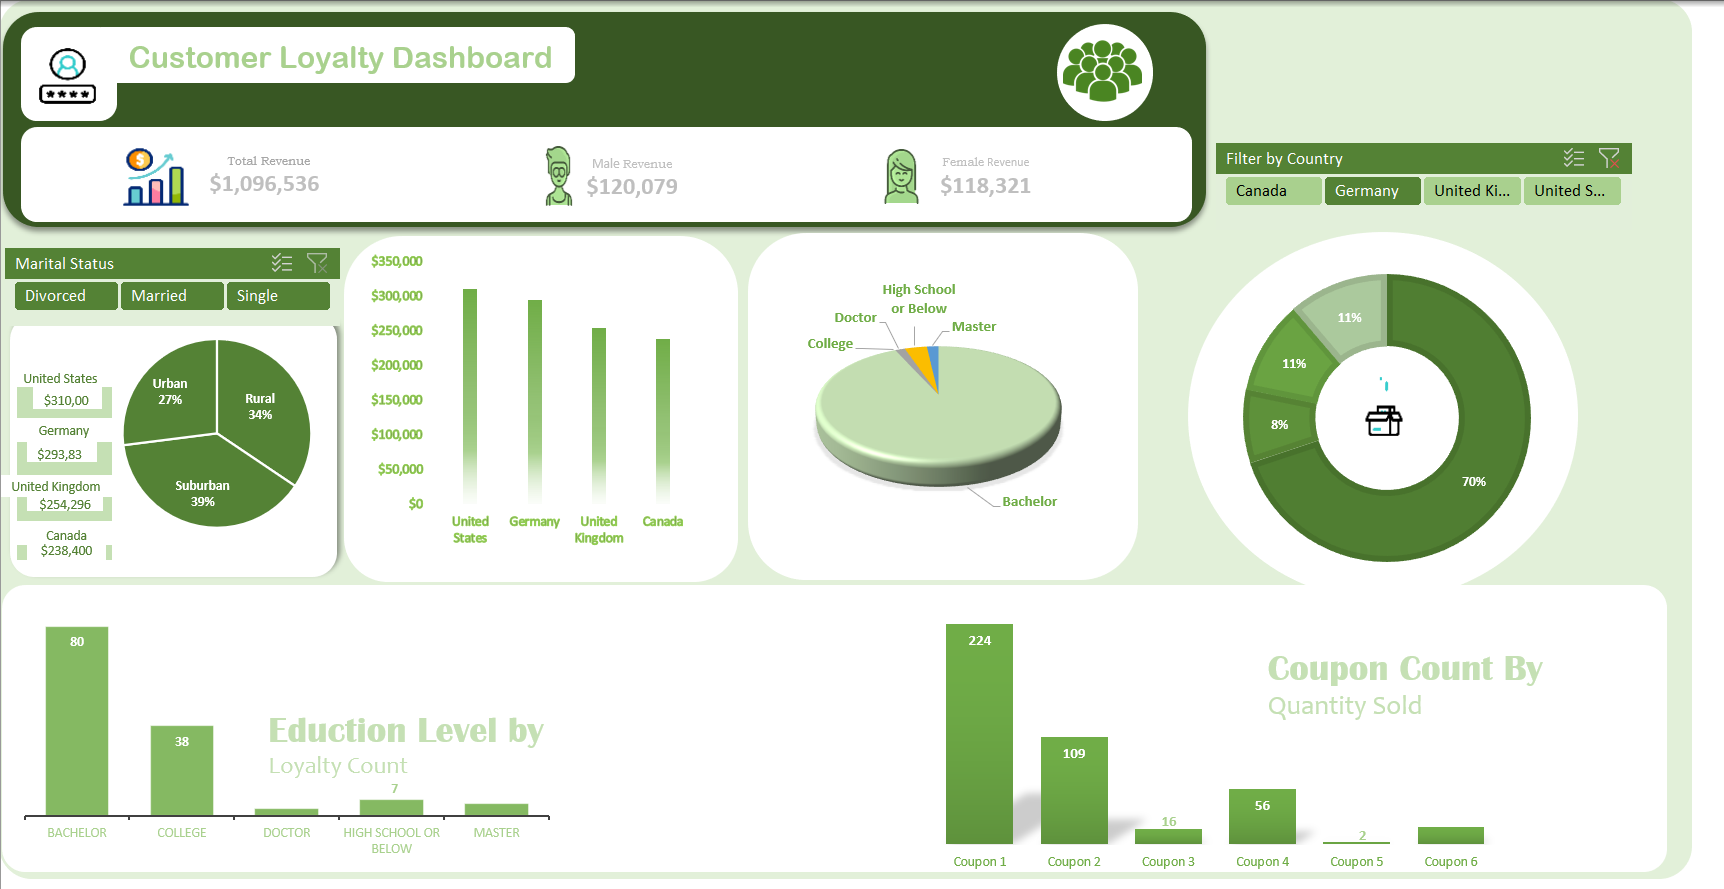 Customer Loyalty Dashboard
****
$
Total Revenue
$1,096,536
Male Revenue
$120,079
Female Revenue
$118,321
Filter by Country
Canada
Germany
United Ki...
United S...
Marital Status
Divorced
Married
Single
United States
$310,00
Germany
$293,83
United Kingdom
$254,296
Canada
$238,400
Urban
27%
Rural
34%
Suburban
39%
$350,000
$300,000
$250,000
$200,000
$150,000
$100,000
$50,000
$0
United
States
Germany
United
Kingdom
Canada
High School
or Below
Doctor
Master
College
Bachelor
11%
11%
8%
70%
80
38
7
Eduction Level by
Loyalty Count
BACHELOR
COLLEGE
DOCTOR
HIGH SCHOOL OR
BELOW
MASTER
224
109
16
56
2
Coupon Count By
Quantity Sold
Coupon 1
Coupon 2
Coupon 3
Coupon 4
Coupon 5
Coupon 6